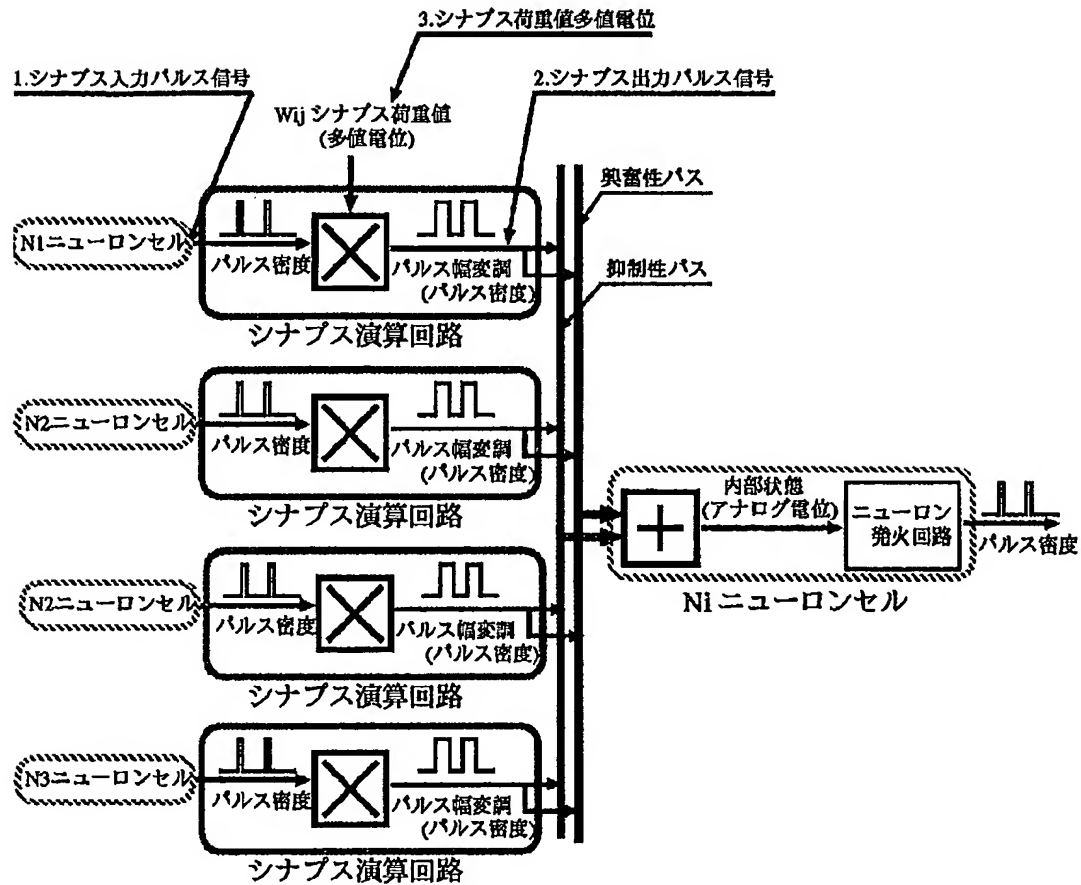 3.シナプス荷重値多値電位
1.シナプス入力パルス信号
2.シナプス出力パルス信号
Wij シナプス荷重値
(多値電位)
興奮性パス
N1ニューロンセル
パルス密度
パルス幅変調
(パルス密度)
抑制性パス
シナプス演算回路
N2ニューロンセル
パルス密度
パルス幅変調
(パルス密度)
シナプス演算回路
内部状態
(アナログ電位)
ニューロン
発火回路
パルス密度
Ni ニューロンセル
N2ニューロンセル
パルス密度
パルス幅変調
(パルス密度)
シナプス演算回路
N3ニューロンセル
パルス密度
パルス幅変調
(パルス密度)
シナプス演算回路